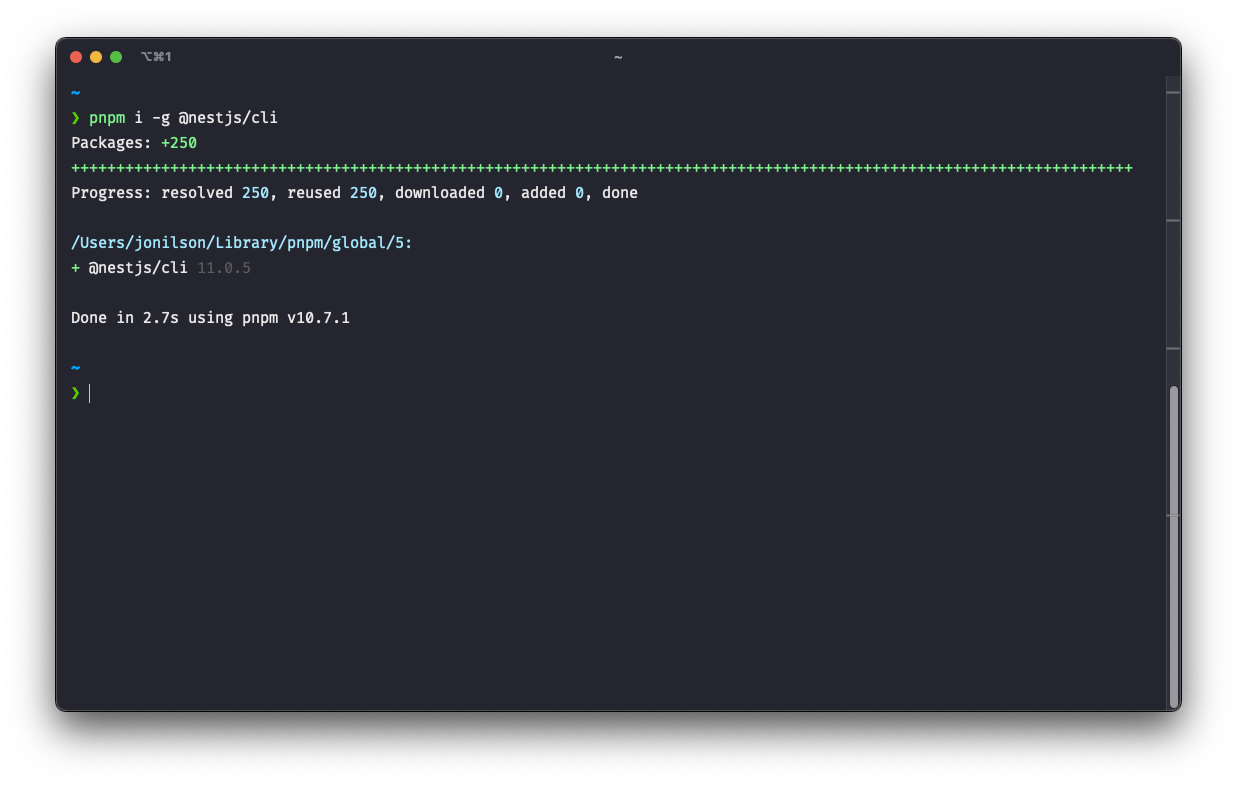 ⌥⌘1
~
~
❯ pnpm i -g @nestjs/cli
Packages: +250
++++++++++++++++++++++++++++++++++++++++++++++++++++++++++++++++++++++++++++++++++++++++++++++++++++++++++++++++++++++
Progress: resolved 250, reused 250, downloaded 0, added 0, done
/Users/jonilson/Library/pnpm/global/5:
+ @nestjs/cli 11.0.5
Done in 2.7s using pnpm v10.7.1
~
❯